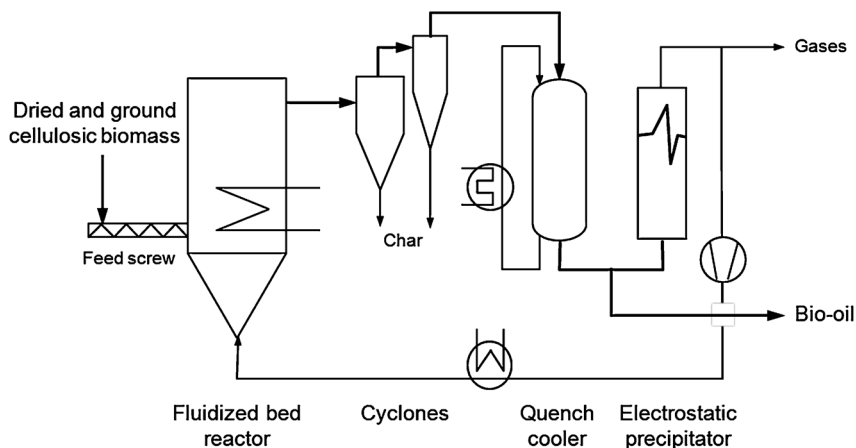 Gases
Dried and ground
cellulosic biomass
Char
Feed screw
Bio-oil
Fluidized bed
reactor
Cyclones
Quench
cooler
Electrostatic
precipitator